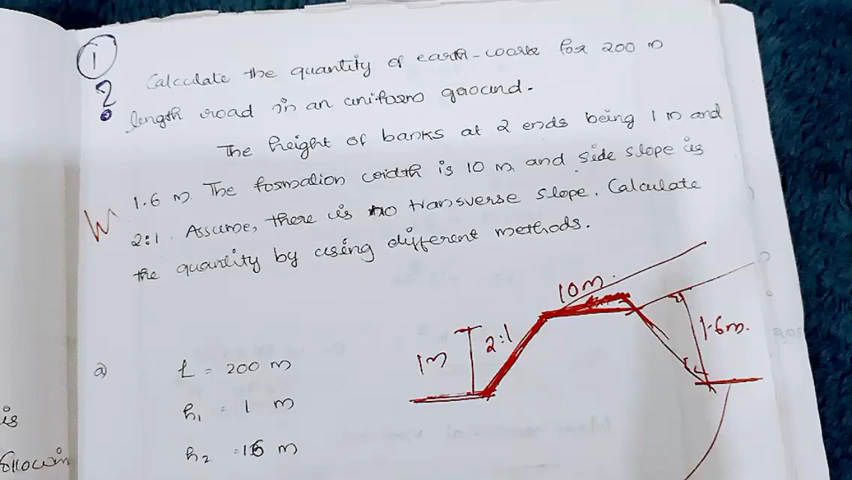 1
?
Calculate the quantity of earth-work for 200 m
length road in an uniform ground.
The height of banks at 2 ends being 1 m and
1.6 m. The formation width is 10 m and side slope is
2:1. Assume, there is no transverse slope. Calculate
the quantity by using different methods.
10m.
1m
2:1
1.6m.
a)
L = 200 m
h₁ = 1 m
h₂ = 1.6 m
is
followin